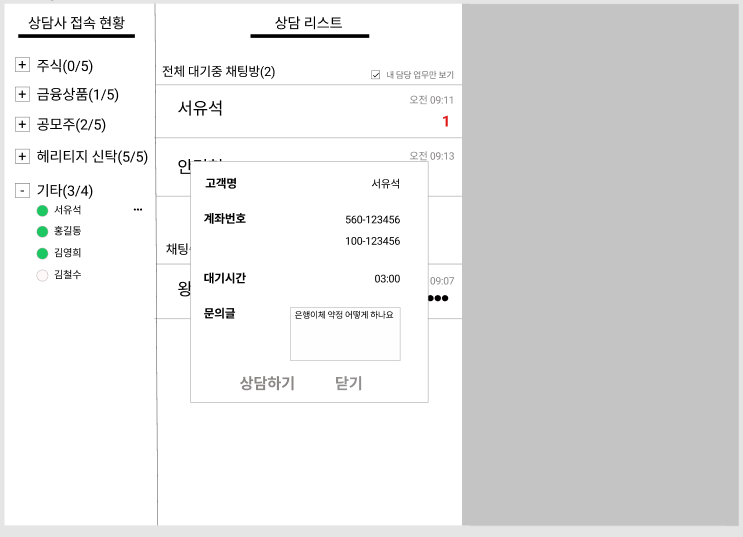 상담사 접속 현황
+ 주식(0/5)
+ 금융상품(1/5)
+ 공모주(2/5)
+ 헤리티지 신탁(5/5)
- 기타(3/4)
서유석 ...
홍길동
김영희
김철수
상담 리스트
전체 대기중 채팅방(2)
내 담당 업무만 보기
서유석
오전 09:11
1
안
오전 09:13
채팅
왕
09:07
고객명 서유석
계좌번호 560-123456
100-123456
대기시간 03:00
문의글 은행이체 약정 어떻게 하나요
상담하기 닫기